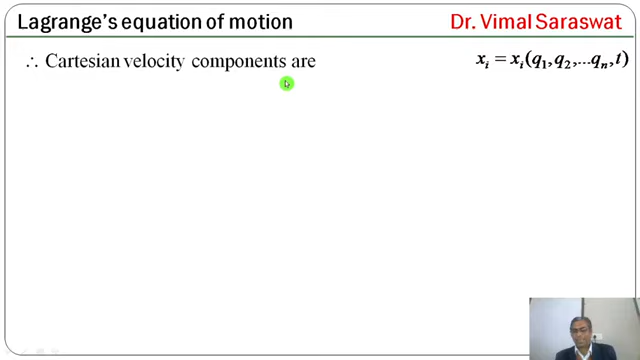 Lagrange's equation of motion
Dr. Vimal Saraswat
∴ Cartesian velocity components are
xᵢ = xᵢ(q₁, q₂,...qₙ, t)